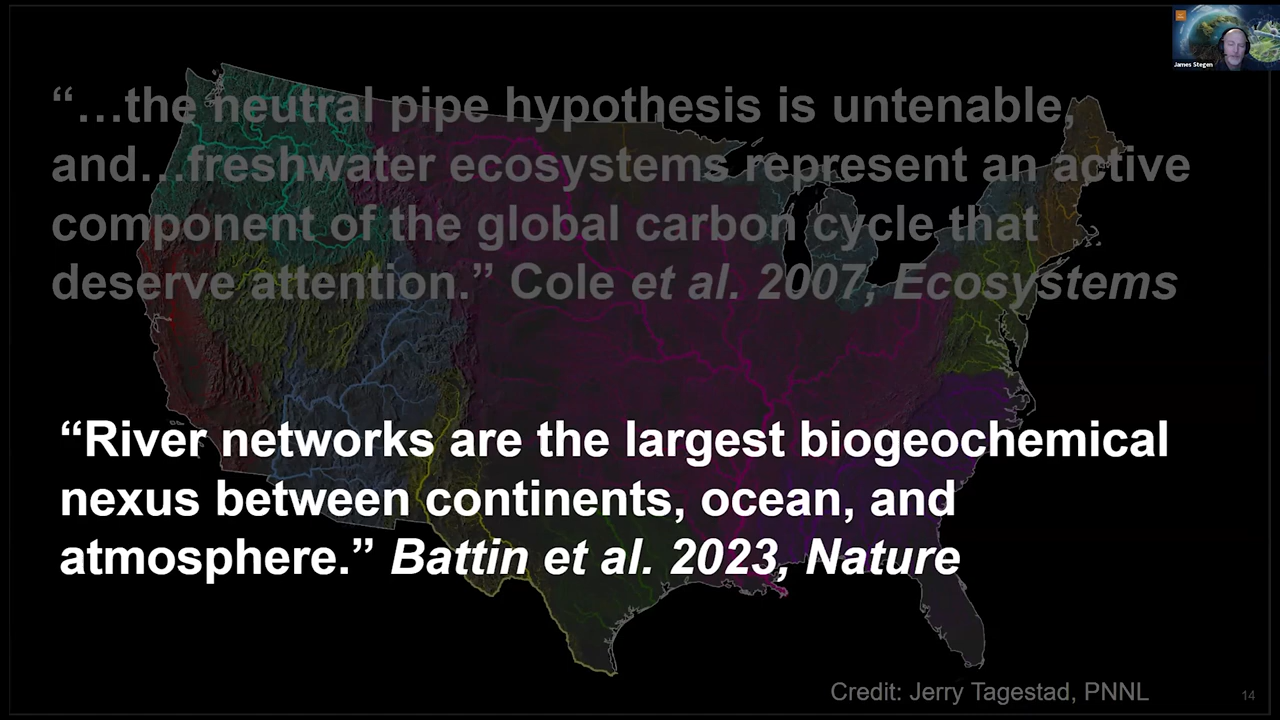 James Stegen
“…the neutral pipe hypothesis is untenable,
and…freshwater ecosystems represent an active
component of the global carbon cycle that
deserve attention.” Cole et al. 2007, Ecosystems
“River networks are the largest biogeochemical
nexus between continents, ocean, and
atmosphere.” Battin et al. 2023, Nature
Credit: Jerry Tagestad, PNNL
14